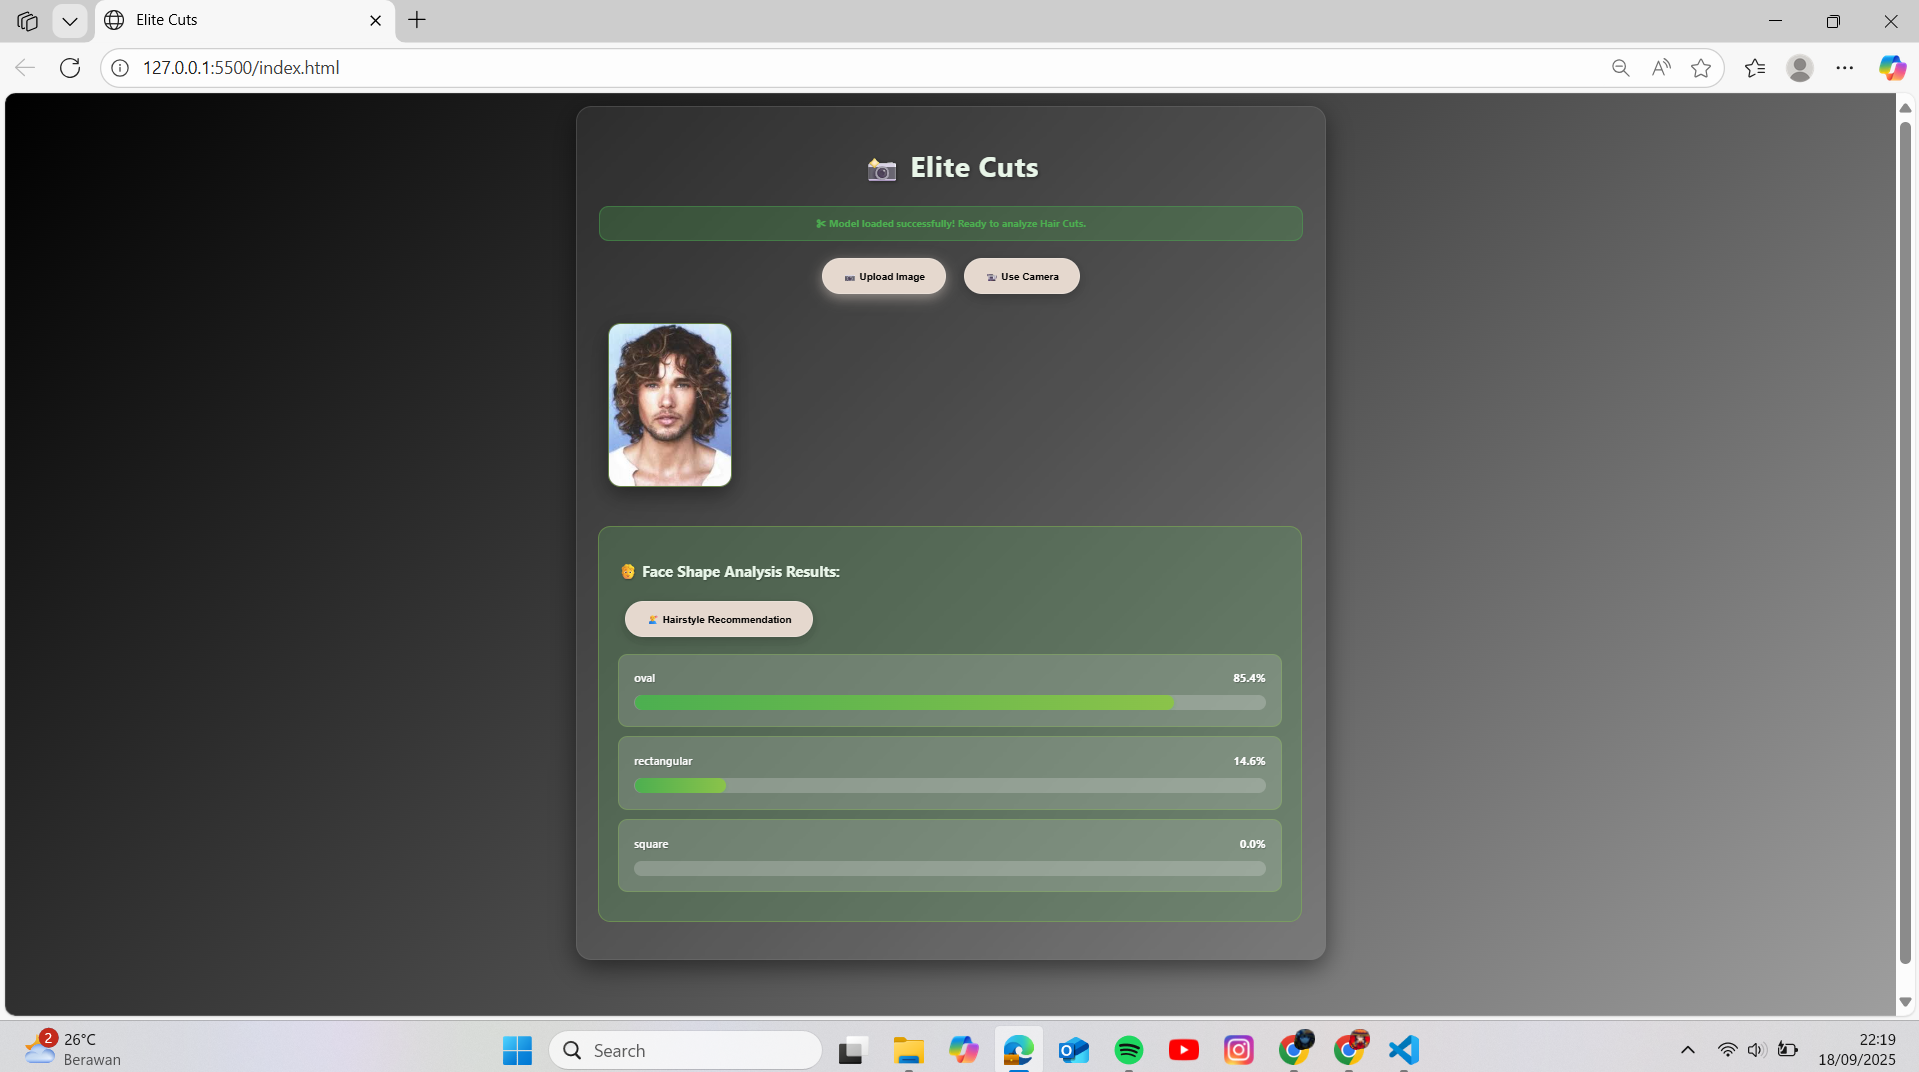 Elite Cuts
127.0.0.1:5500/index.html
Elite Cuts
Model loaded successfully! Ready to analyze Hair Cuts.
Upload Image
Use Camera
Face Shape Analysis Results:
Hairstyle Recommendation
oval 85.4%
rectangular 14.6%
square 0.0%
2
26°C
Berawan
Search
22:19
18/09/2025